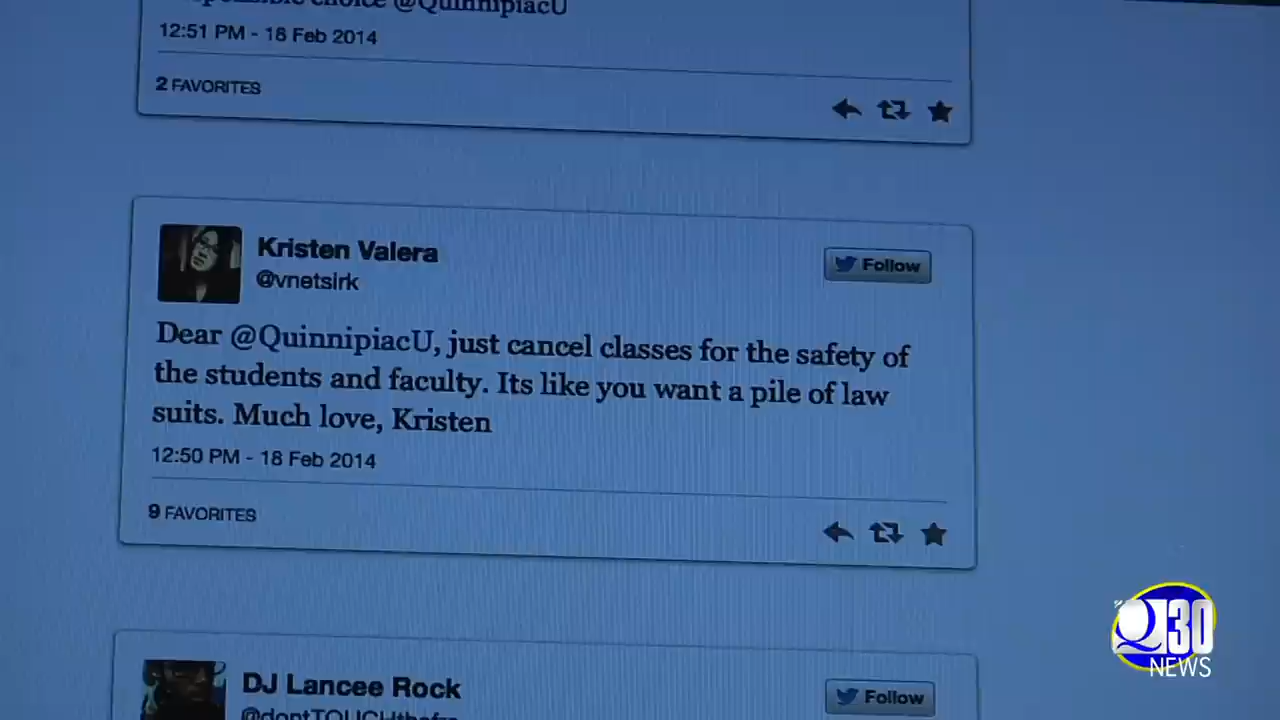 choice @QuinnipiacU
12:51 PM - 18 Feb 2014
2 FAVORITES
Kristen Valera
@vnetsirk
Follow
Dear @QuinnipiacU, just cancel classes for the safety of
the students and faculty. Its like you want a pile of law
suits. Much love, Kristen
12:50 PM - 18 Feb 2014
9 FAVORITES
DJ Lancee Rock
Follow
Q30
NEWS